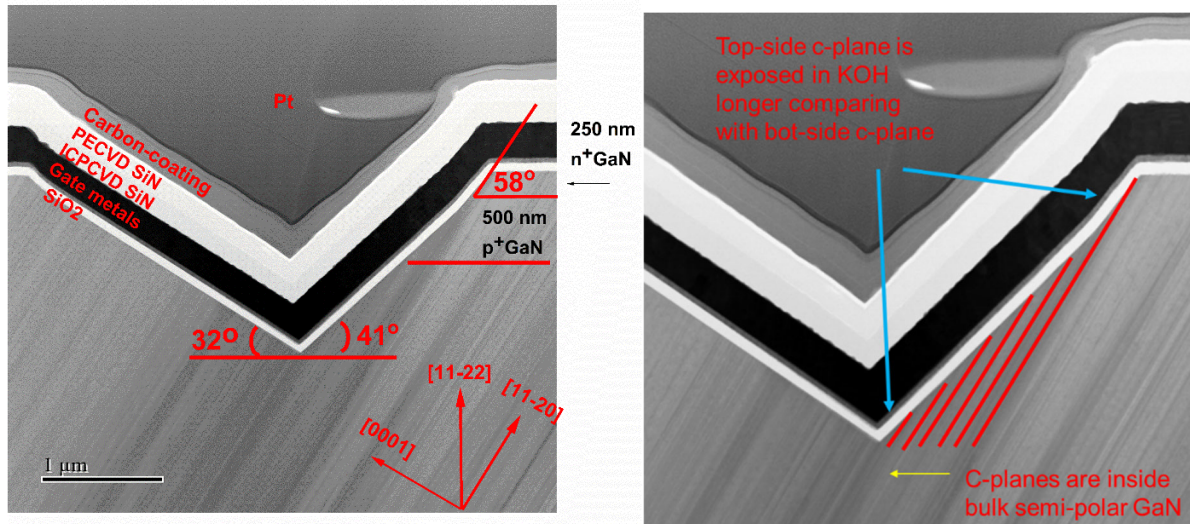 Pt
Carbon-coating
PECVD SiN
ICPCVD SiN
Gate metals
SiO2
250 nm
n⁺GaN
58°
500 nm
p⁺GaN
32°
41°
[11-22]
[11-20]
[0001]
1 µm
Top-side c-plane is
exposed in KOH
longer comparing
with bot-side c-plane
C-planes are inside
bulk semi-polar GaN